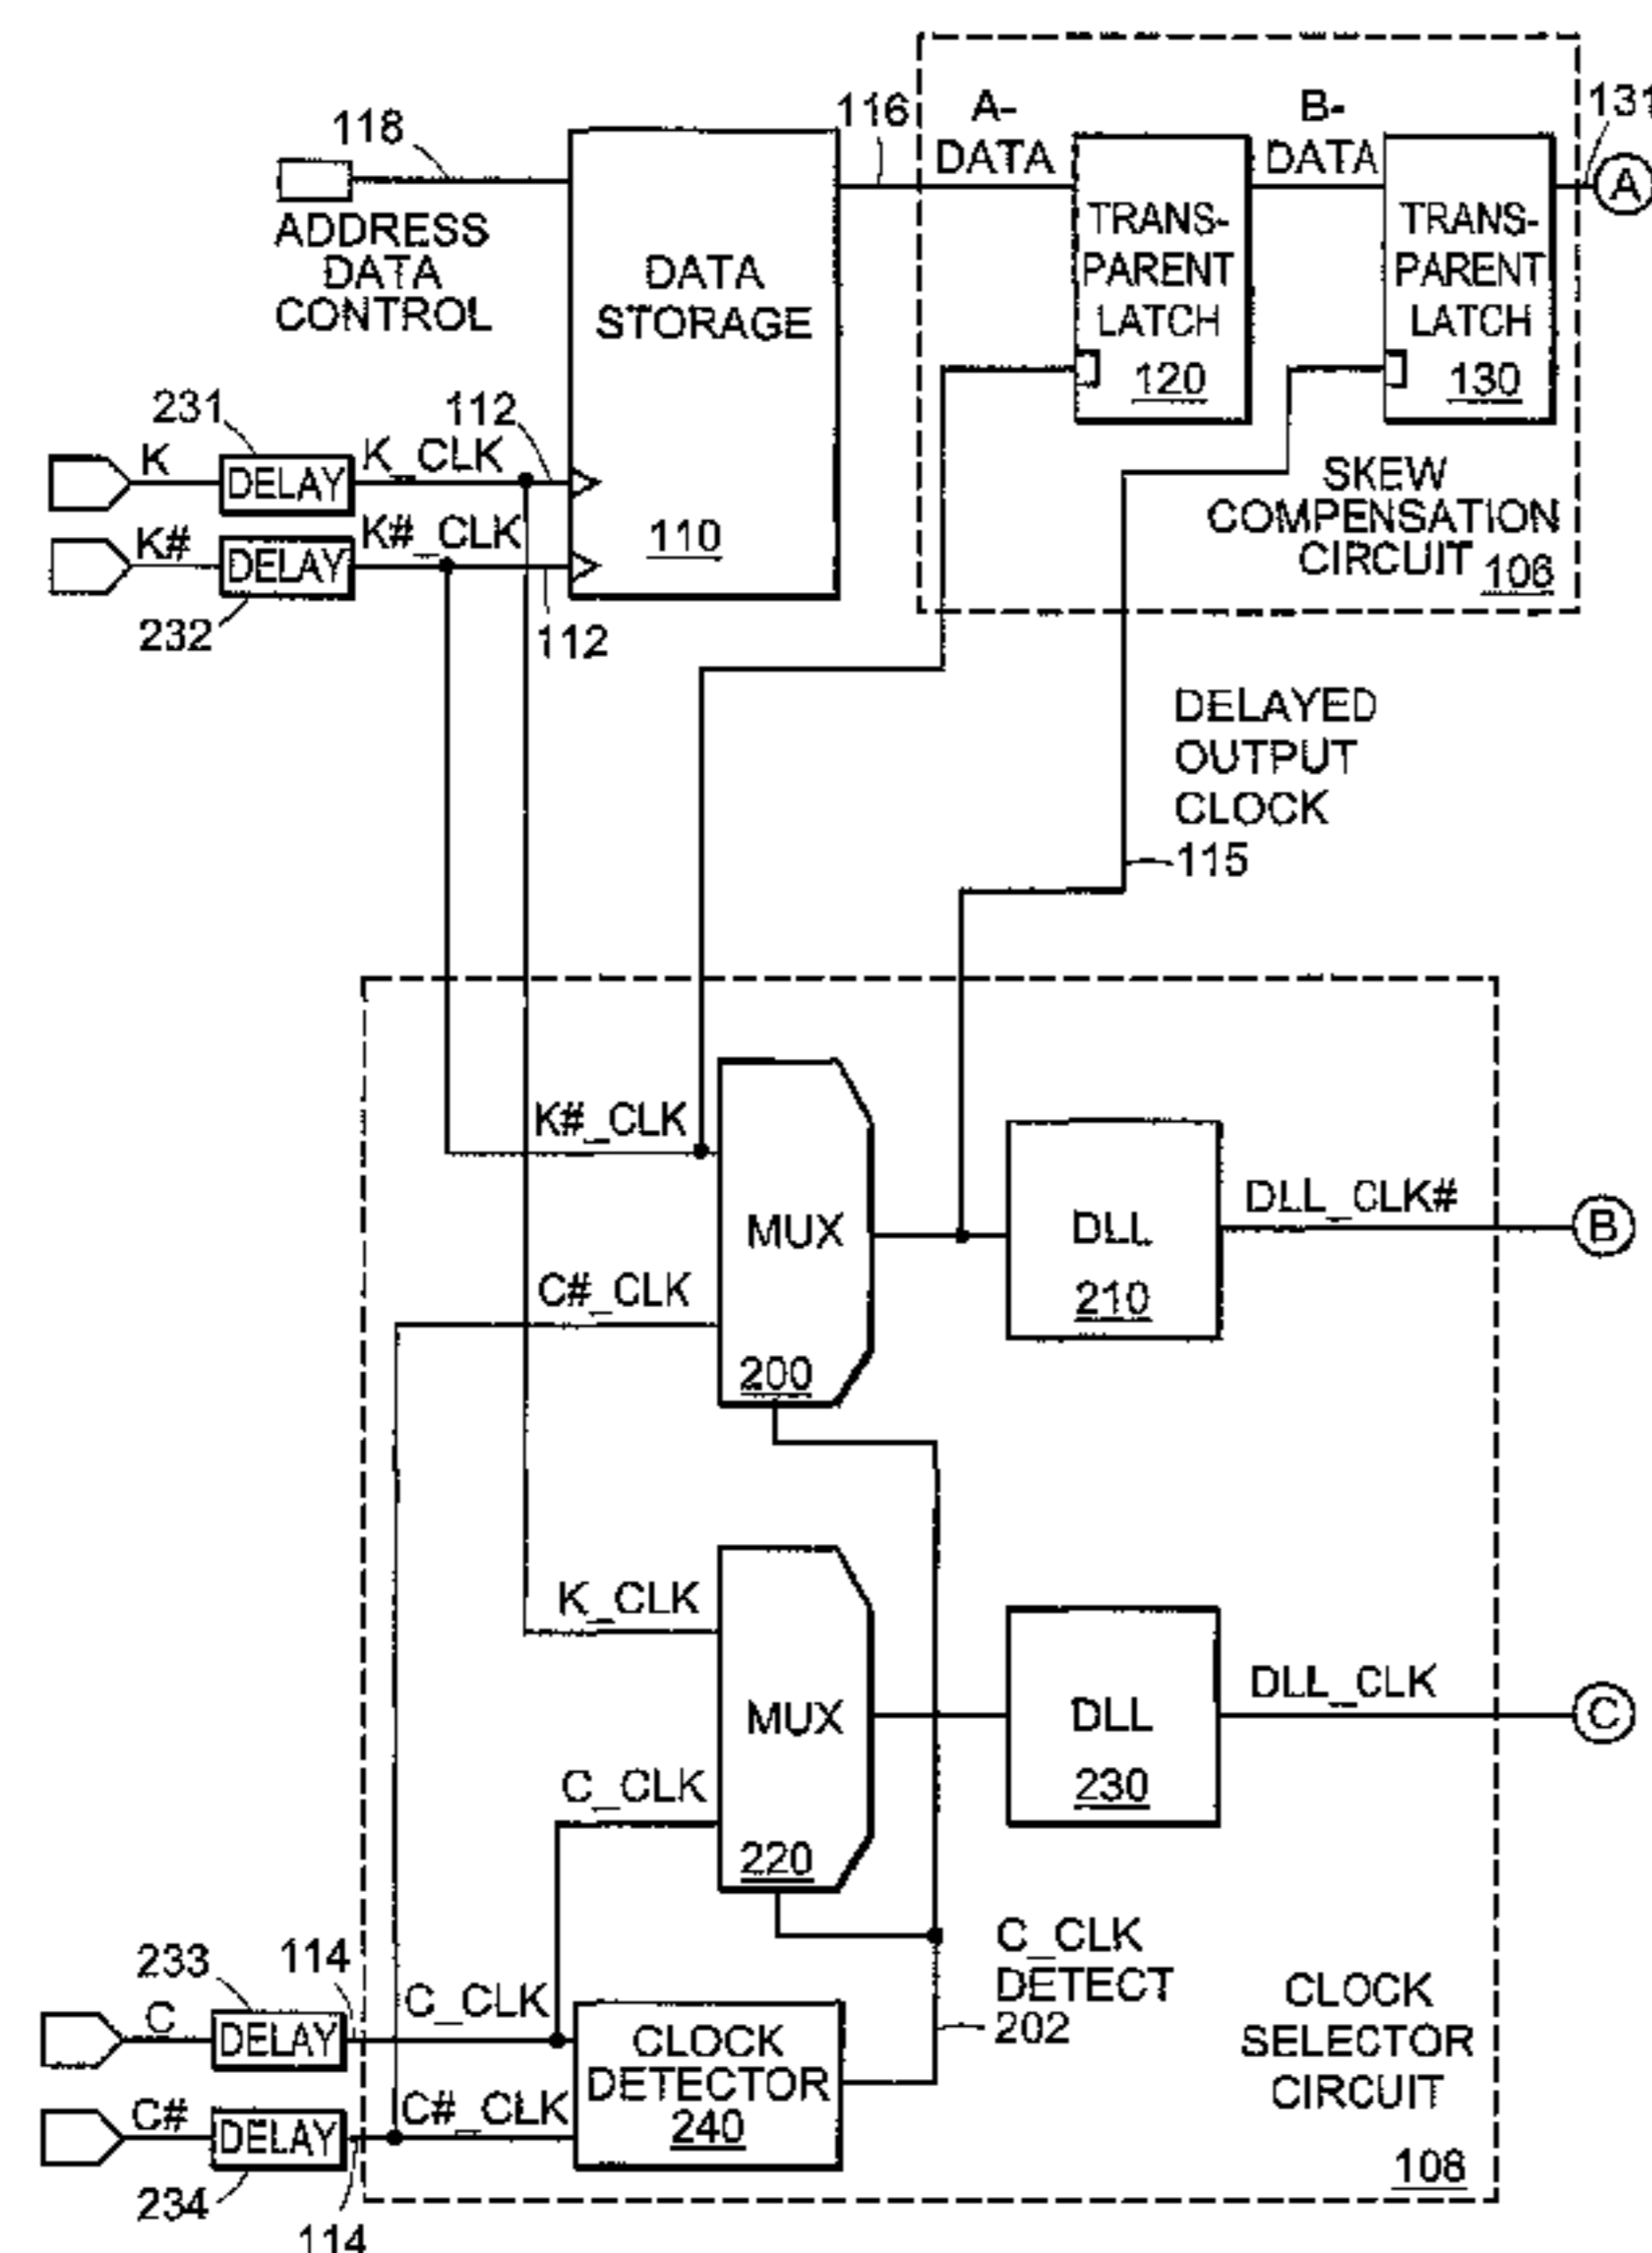 118
ADDRESS
DATA
CONTROL
DATA
STORAGE
110
116
A-
DATA
B-
DATA
131
A
TRANS-
PARENT
LATCH
120
TRANS-
PARENT
LATCH
130
SKEW
COMPENSATION
CIRCUIT 106
231
K
DELAY
K_CLK
112
K#
DELAY
K#_CLK
232
112
DELAYED
OUTPUT
CLOCK
115
K#_CLK
MUX
C#_CLK
200
DLL
210
DLL_CLK#
B
K_CLK
MUX
C_CLK
220
DLL
230
DLL_CLK
C
C_CLK
DETECT
202
233
114
C
DELAY
C_CLK
C#
DELAY
C#_CLK
234
114
CLOCK
DETECTOR
240
CLOCK
SELECTOR
CIRCUIT
108